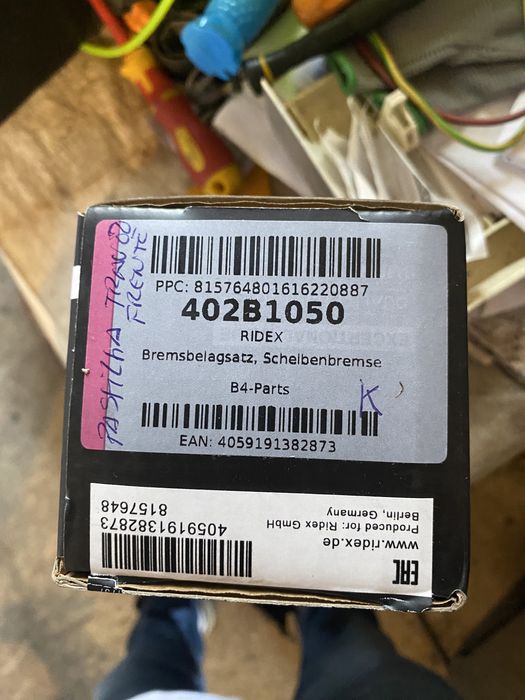 PASTILHA TRAVÃO
FRENTE
PPC: 815764801616220887
402B1050
RIDEX
Bremsbelagsatz, Scheibenbremse
B4-Parts
K
EAN: 4059191382873
EAC
www.ridex.de
Produced for: Ridex GmbH
Berlin, Germany
4059191382873
8157648